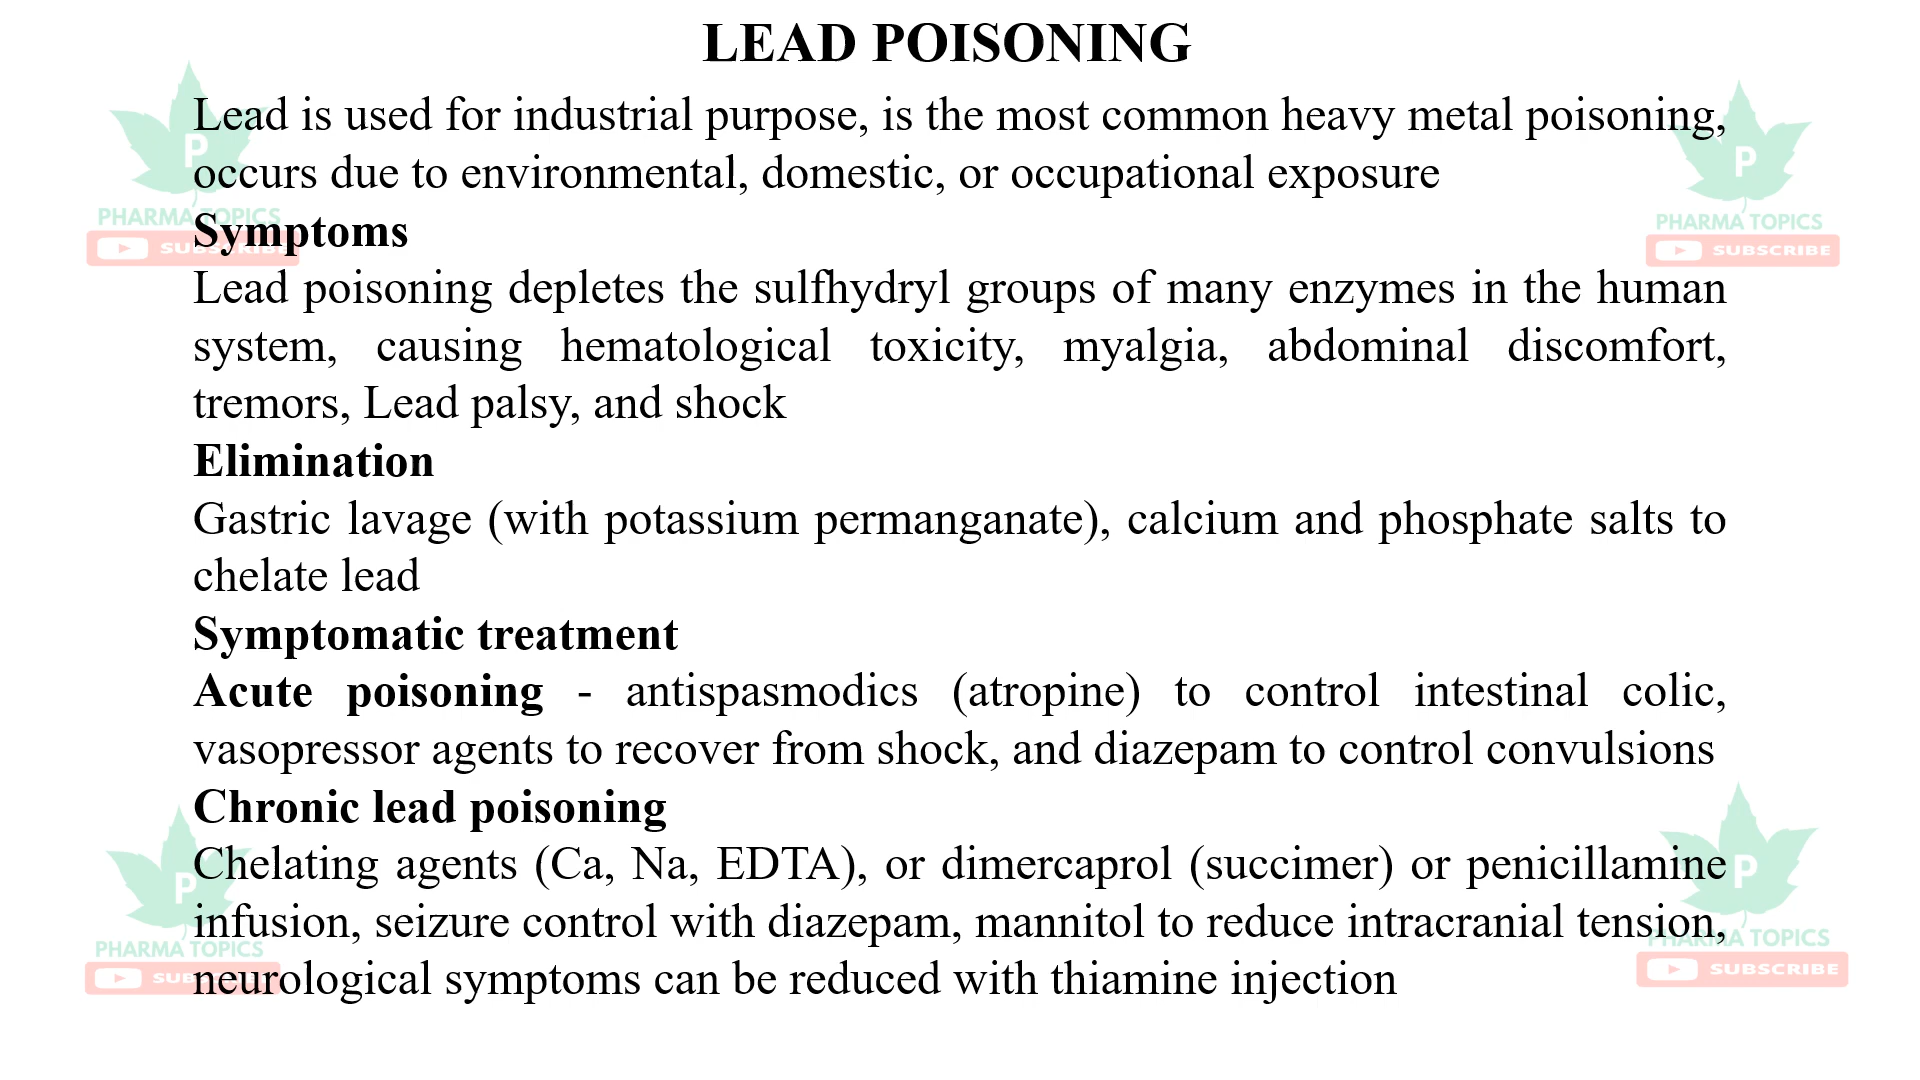 LEAD POISONING
Lead is used for industrial purpose, is the most common heavy metal poisoning,
occurs due to environmental, domestic, or occupational exposure
Symptoms
Lead poisoning depletes the sulfhydryl groups of many enzymes in the human
system, causing hematological toxicity, myalgia, abdominal discomfort,
tremors, Lead palsy, and shock
Elimination
Gastric lavage (with potassium permanganate), calcium and phosphate salts to
chelate lead
Symptomatic treatment
Acute poisoning - antispasmodics (atropine) to control intestinal colic,
vasopressor agents to recover from shock, and diazepam to control convulsions
Chronic lead poisoning
Chelating agents (Ca, Na, EDTA), or dimercaprol (succimer) or penicillamine
infusion, seizure control with diazepam, mannitol to reduce intracranial tension,
neurological symptoms can be reduced with thiamine injection
P
PHARMA TOPICS
SUBSCRIBE
P
PHARMA TOPICS
SUBSCRIBE
P
PHARMA TOPICS
SUBSCRIBE
P
PHARMA TOPICS
SUBSCRIBE